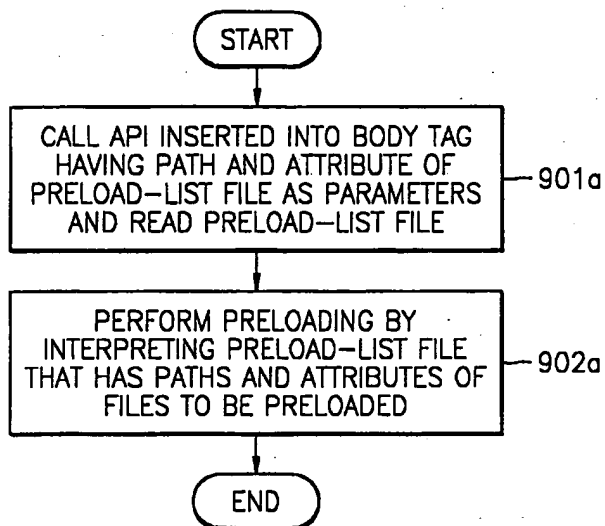 START
CALL API INSERTED INTO BODY TAG
HAVING PATH AND ATTRIBUTE OF
PRELOAD-LIST FILE AS PARAMETERS
AND READ PRELOAD-LIST FILE
901a
PERFORM PRELOADING BY
INTERPRETING PRELOAD-LIST FILE
THAT HAS PATHS AND ATTRIBUTES OF
FILES TO BE PRELOADED
902a
END